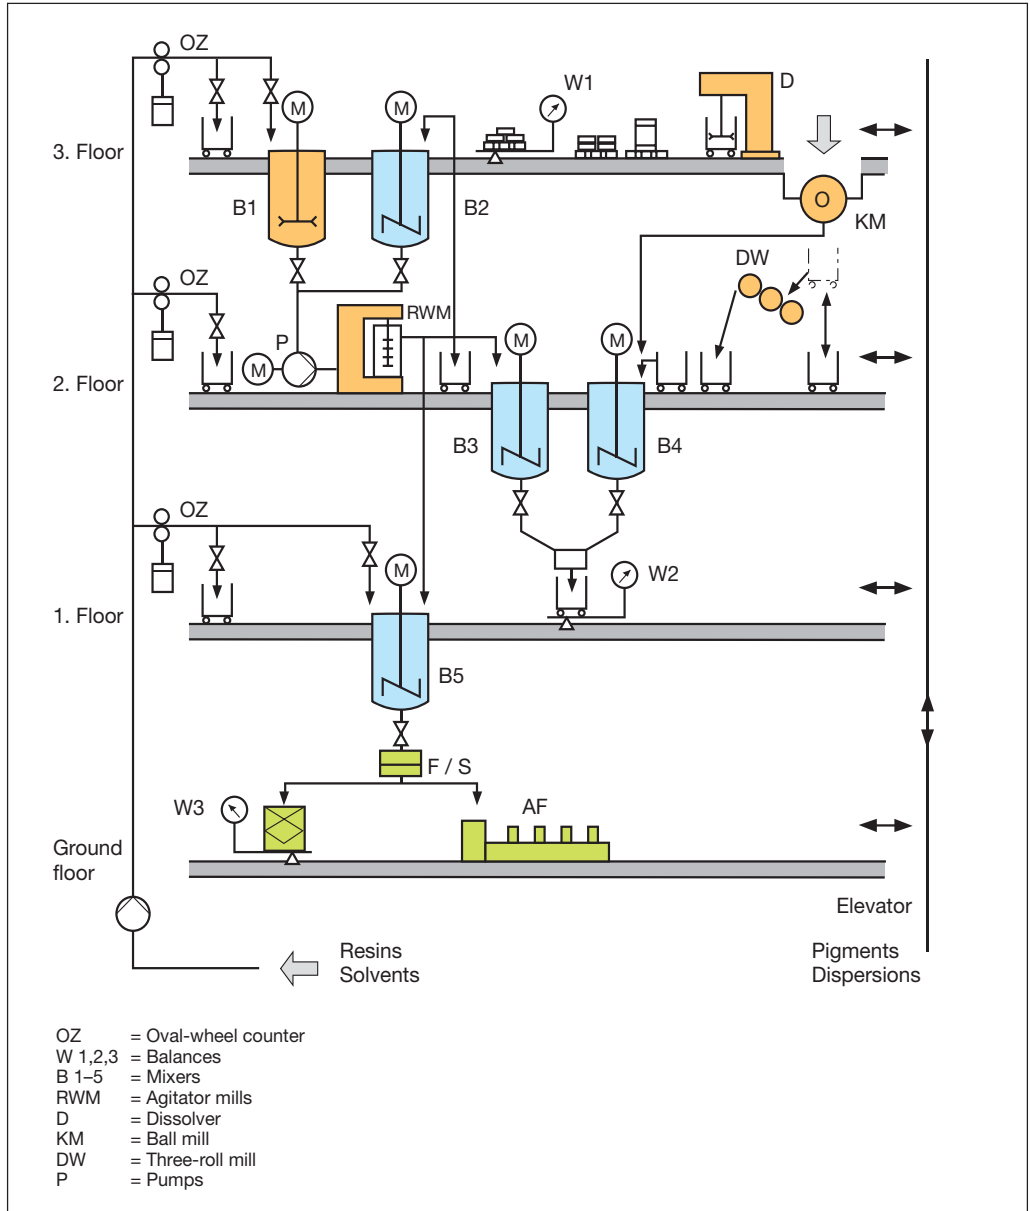 OZ
W1
D
M
M
3. Floor
B1
B2
O
KM
OZ
DW
RWM
P
M
M
M
2. Floor
B3
B4
OZ
M
W2
1. Floor
B5
F / S
W3
AF
Ground
floor
Elevator
Resins
Solvents
Pigments
Dispersions
OZ = Oval-wheel counter
W 1,2,3 = Balances
B 1–5 = Mixers
RWM = Agitator mills
D = Dissolver
KM = Ball mill
DW = Three-roll mill
P = Pumps